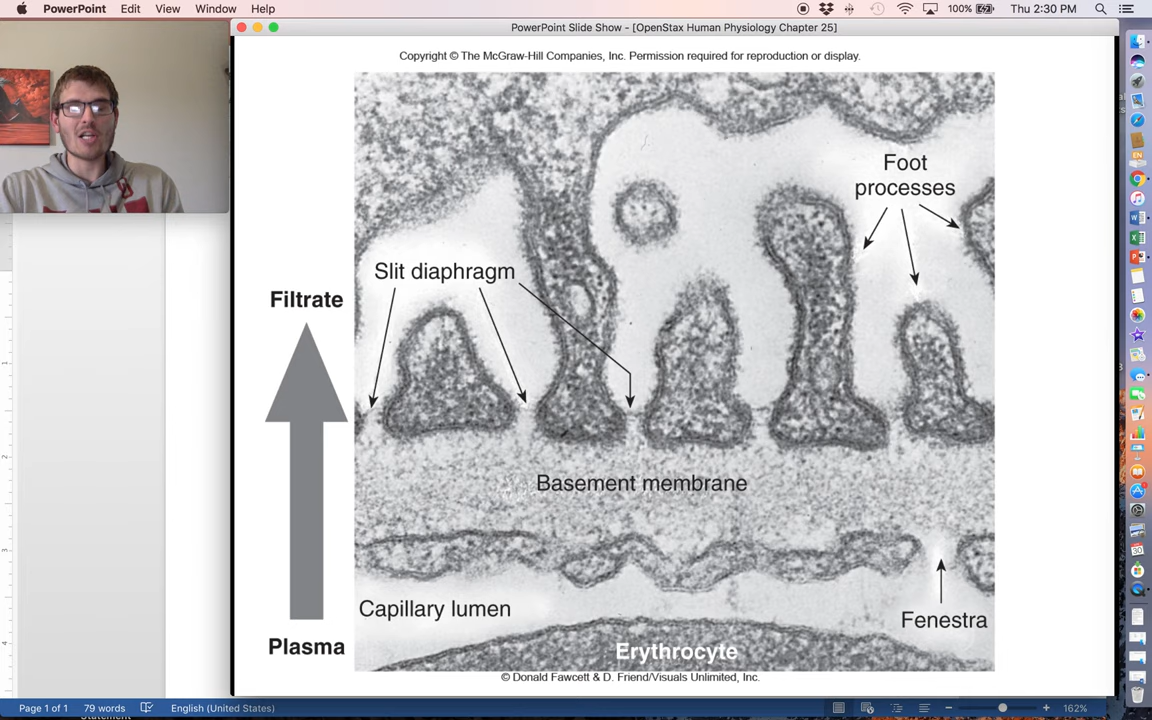 PowerPoint Edit View Window Help
100% Thu 2:30 PM
PowerPoint Slide Show - [OpenStax Human Physiology Chapter 25]
Copyright © The McGraw-Hill Companies, Inc. Permission required for reproduction or display.
Foot
processes
Slit diaphragm
Filtrate
Basement membrane
Capillary lumen
Fenestra
Plasma
Erythrocyte
© Donald Fawcett & D. Friend/Visuals Unlimited, Inc.
2
3
4
Page 1 of 1 79 words English (United States) 162%